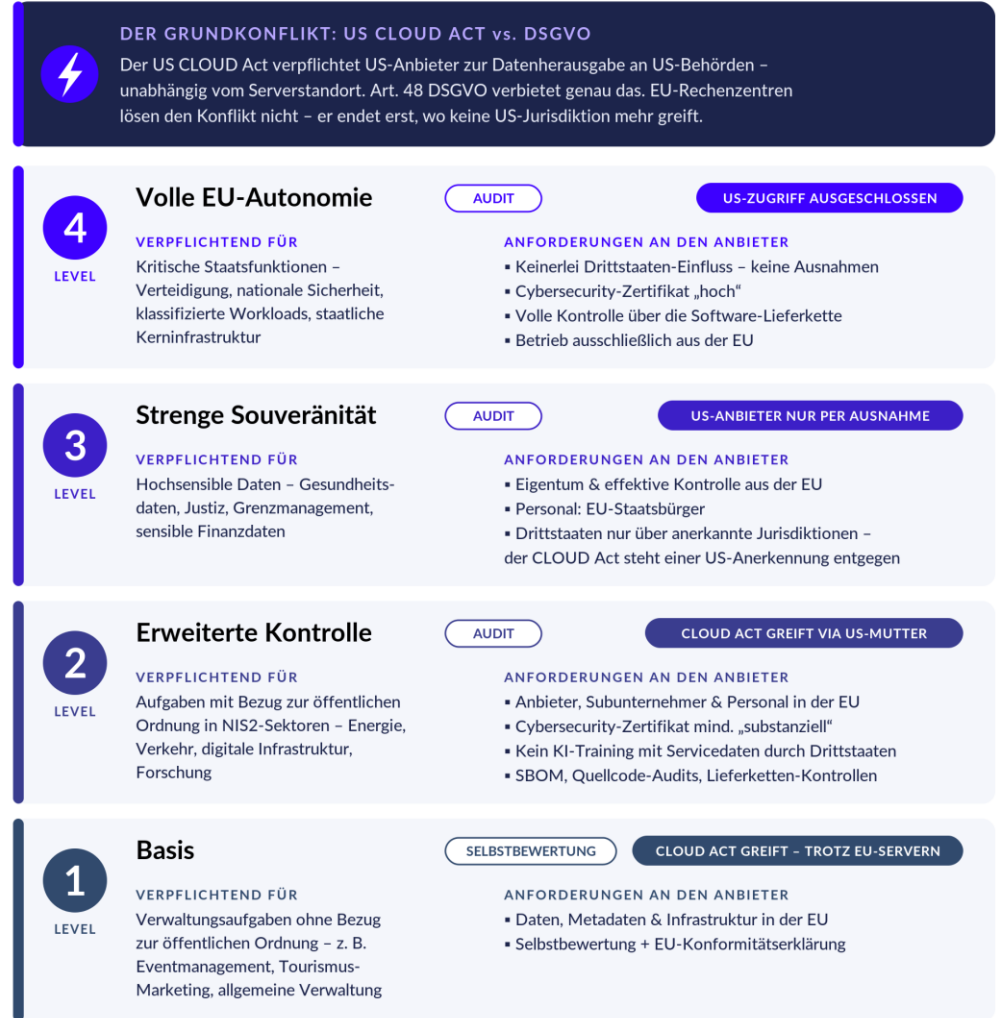 DER GRUNDKONFLIKT: US CLOUD ACT vs. DSGVO
Der US CLOUD Act verpflichtet US-Anbieter zur Datenherausgabe an US-Behörden –
unabhängig vom Serverstandort. Art. 48 DSGVO verbietet genau das. EU-Rechenzentren
lösen den Konflikt nicht – er endet erst, wo keine US-Jurisdiktion mehr greift.
4
LEVEL
Volle EU-Autonomie
AUDIT
US-ZUGRIFF AUSGESCHLOSSEN
VERPFLICHTEND FÜR
Kritische Staatsfunktionen –
Verteidigung, nationale Sicherheit,
klassifizierte Workloads, staatliche
Kerninfrastruktur
ANFORDERUNGEN AN DEN ANBIETER
▪ Keinerlei Drittstaaten-Einfluss – keine Ausnahmen
▪ Cybersecurity-Zertifikat „hoch“
▪ Volle Kontrolle über die Software-Lieferkette
▪ Betrieb ausschließlich aus der EU
3
LEVEL
Strenge Souveränität
AUDIT
US-ANBIETER NUR PER AUSNAHME
VERPFLICHTEND FÜR
Hochsensible Daten – Gesundheits-
daten, Justiz, Grenzmanagement,
sensible Finanzdaten
ANFORDERUNGEN AN DEN ANBIETER
▪ Eigentum & effektive Kontrolle aus der EU
▪ Personal: EU-Staatsbürger
▪ Drittstaaten nur über anerkannte Jurisdiktionen –
der CLOUD Act steht einer US-Anerkennung entgegen
2
LEVEL
Erweiterte Kontrolle
AUDIT
CLOUD ACT GREIFT VIA US-MUTTER
VERPFLICHTEND FÜR
Aufgaben mit Bezug zur öffentlichen
Ordnung in NIS2-Sektoren – Energie,
Verkehr, digitale Infrastruktur,
Forschung
ANFORDERUNGEN AN DEN ANBIETER
▪ Anbieter, Subunternehmer & Personal in der EU
▪ Cybersecurity-Zertifikat mind. „substanziell“
▪ Kein KI-Training mit Servicedaten durch Drittstaaten
▪ SBOM, Quellcode-Audits, Lieferketten-Kontrollen
1
LEVEL
Basis
SELBSTBEWERTUNG
CLOUD ACT GREIFT – TROTZ EU-SERVERN
VERPFLICHTEND FÜR
Verwaltungsaufgaben ohne Bezug
zur öffentlichen Ordnung – z. B.
Eventmanagement, Tourismus-
Marketing, allgemeine Verwaltung
ANFORDERUNGEN AN DEN ANBIETER
▪ Daten, Metadaten & Infrastruktur in der EU
▪ Selbstbewertung + EU-Konformitätserklärung